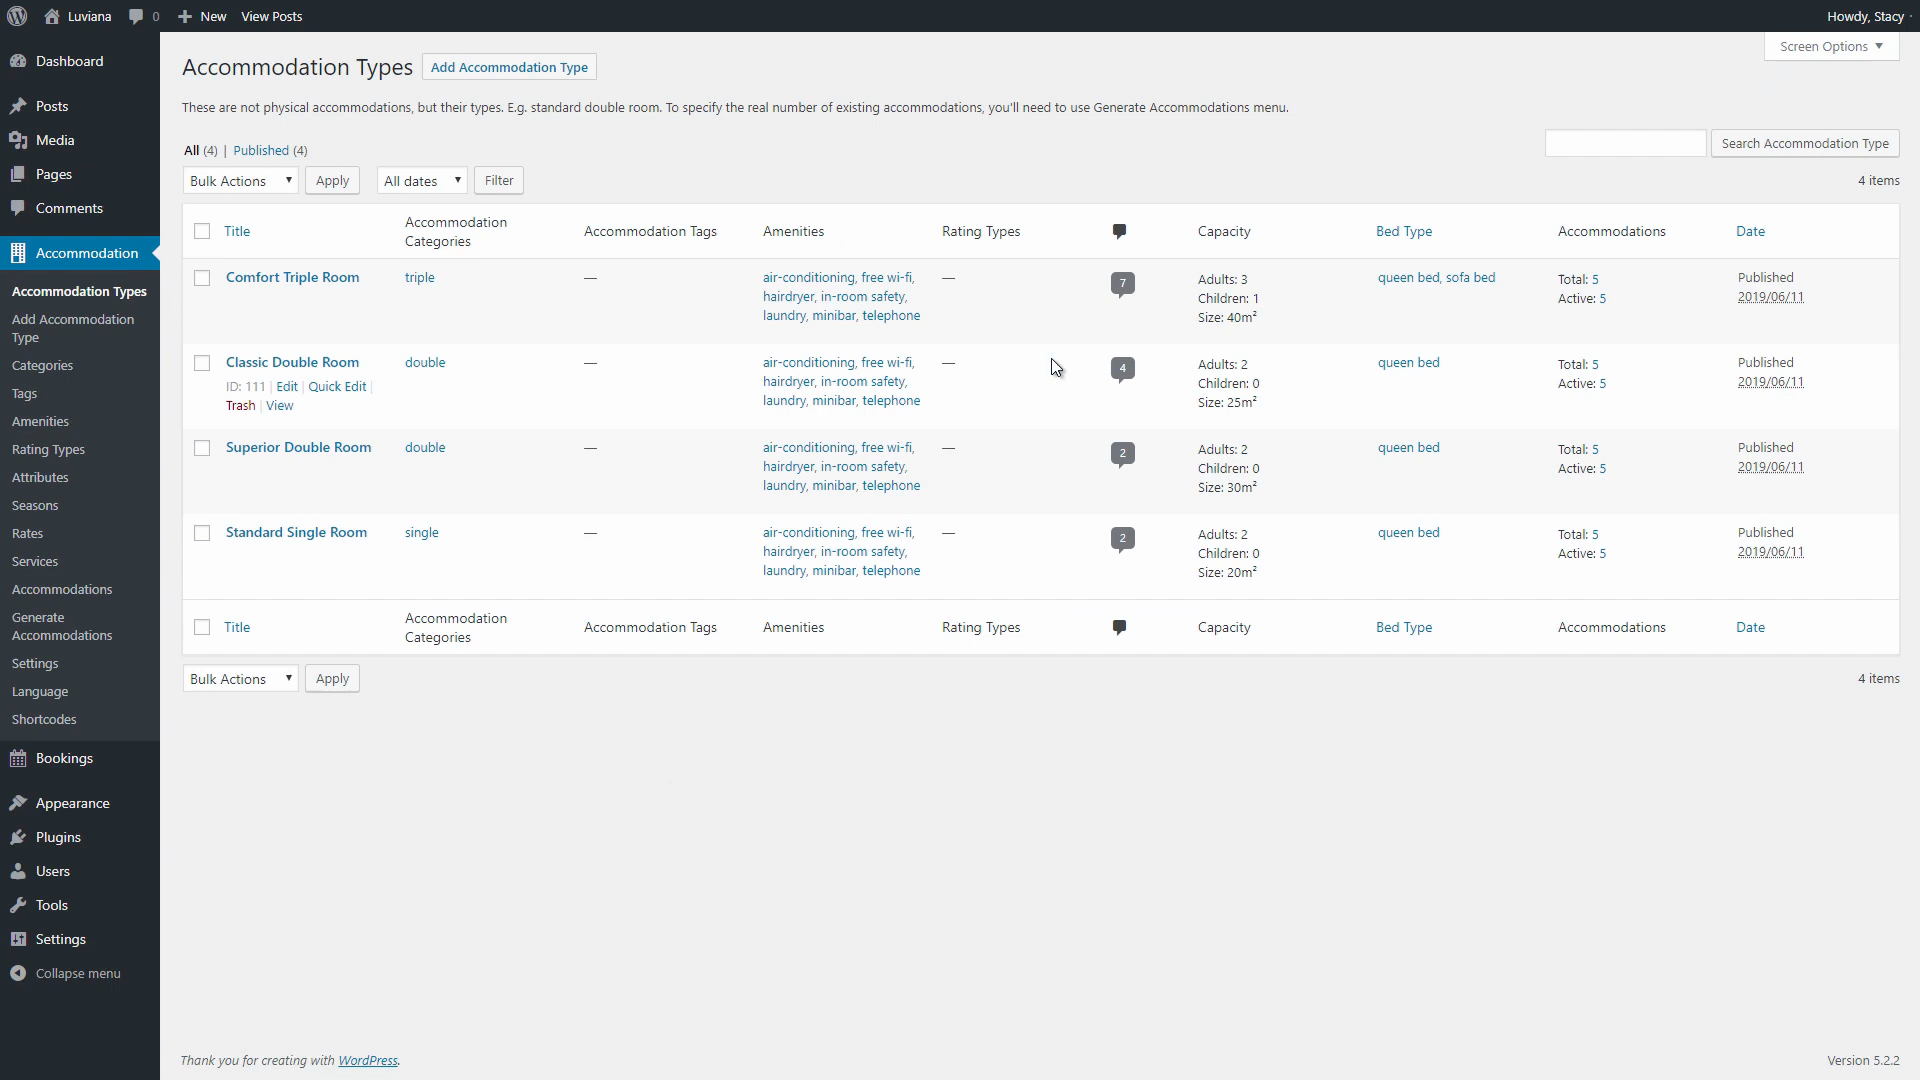 Luviana 0 New View Posts Howdy, Stacy
Screen Options ▼
Dashboard
Posts
Media
Pages
Comments
Accommodation
Accommodation Types
Add Accommodation
Type
Categories
Tags
Amenities
Rating Types
Attributes
Seasons
Rates
Services
Accommodations
Generate
Accommodations
Settings
Language
Shortcodes
Bookings
Appearance
Plugins
Users
Tools
Settings
Collapse menu
Accommodation Types Add Accommodation Type
These are not physical accommodations, but their types. E.g. standard double room. To specify the real number of existing accommodations, you'll need to use Generate Accommodations menu.
All (4) | Published (4)
Search Accommodation Type
Bulk Actions Apply All dates Filter
4 items
Title
Accommodation
Categories
Accommodation Tags
Amenities
Rating Types
Capacity
Bed Type
Accommodations
Date
Comfort Triple Room
triple
—
air-conditioning, free wi-fi,
hairdryer, in-room safety,
laundry, minibar, telephone
—
7
Adults: 3
Children: 1
Size: 40m²
queen bed, sofa bed
Total: 5
Active: 5
Published
2019/06/11
Classic Double Room
ID: 111 | Edit | Quick Edit |
Trash | View
double
—
air-conditioning, free wi-fi,
hairdryer, in-room safety,
laundry, minibar, telephone
—
4
Adults: 2
Children: 0
Size: 25m²
queen bed
Total: 5
Active: 5
Published
2019/06/11
Superior Double Room
double
—
air-conditioning, free wi-fi,
hairdryer, in-room safety,
laundry, minibar, telephone
—
2
Adults: 2
Children: 0
Size: 30m²
queen bed
Total: 5
Active: 5
Published
2019/06/11
Standard Single Room
single
—
air-conditioning, free wi-fi,
hairdryer, in-room safety,
laundry, minibar, telephone
—
2
Adults: 2
Children: 0
Size: 20m²
queen bed
Total: 5
Active: 5
Published
2019/06/11
Title
Accommodation
Categories
Accommodation Tags
Amenities
Rating Types
Capacity
Bed Type
Accommodations
Date
Bulk Actions Apply
4 items
Thank you for creating with WordPress.
Version 5.2.2